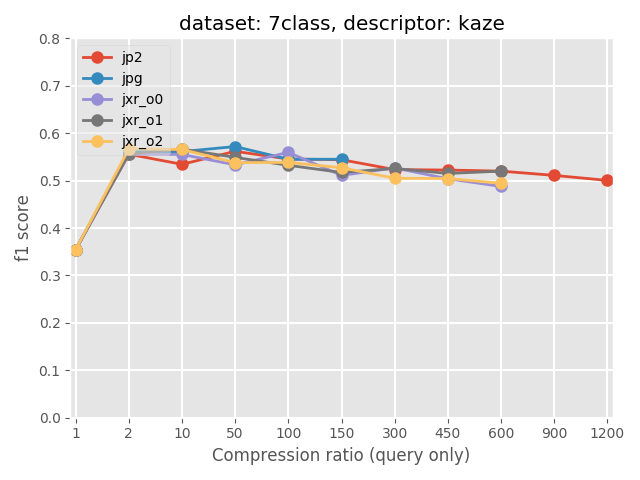 dataset: 7class, descriptor: kaze
0.8
0.7
0.6
0.5
0.4
0.3
0.2
0.1
0.0
f1 score
jp2
jpg
jxr_o0
jxr_o1
jxr_o2
1 2 10 50 100 150 300 450 600 900 1200
Compression ratio (query only)